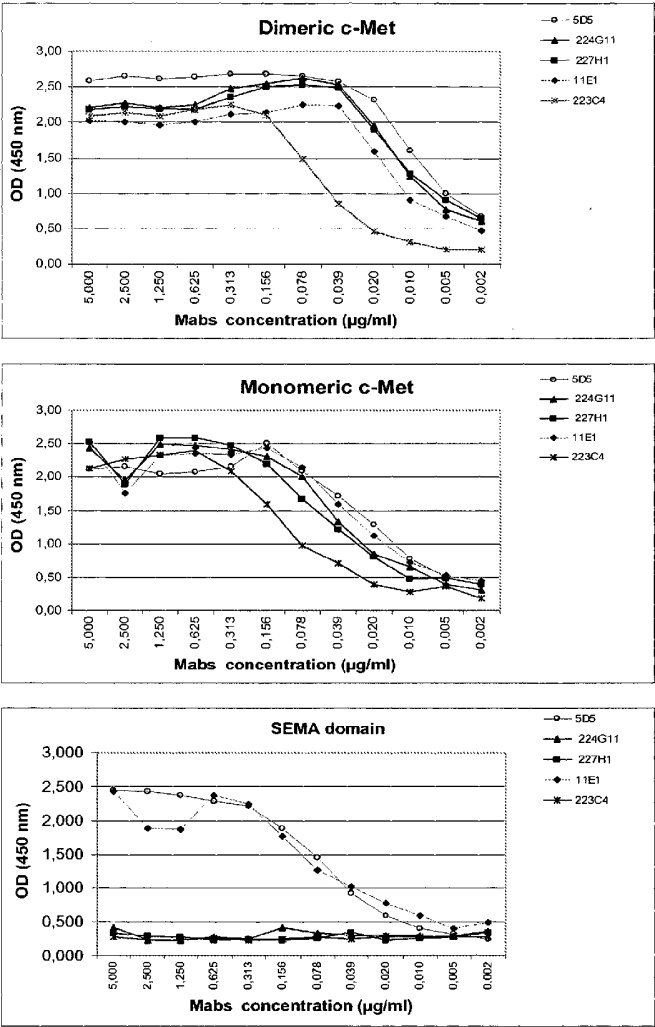 Dimeric c-Met
OD (450 nm)
3,00
2,50
2,00
1,50
1,00
0,50
0,00
5,000 2,500 1,250 0,625 0,313 0,156 0,078 0,039 0,020 0,010 0,005 0,002
Mabs concentration (µg/ml)
5D5
224G11
227H1
11E1
223C4
Monomeric c-Met
OD (450 nm)
3,00
2,50
2,00
1,50
1,00
0,50
0,00
5,000 2,500 1,250 0,625 0,313 0,156 0,078 0,039 0,020 0,010 0,005 0,002
Mabs concentration (µg/ml)
5D5
224G11
227H1
11E1
223C4
SEMA domain
OD (450 nm)
3,000
2,500
2,000
1,500
1,000
0,500
0,000
5,000 2,500 1,250 0,625 0,313 0,156 0,078 0,039 0,020 0,010 0,005 0,002
Mabs concentration (µg/ml)
5D5
224G11
227H1
11E1
223C4